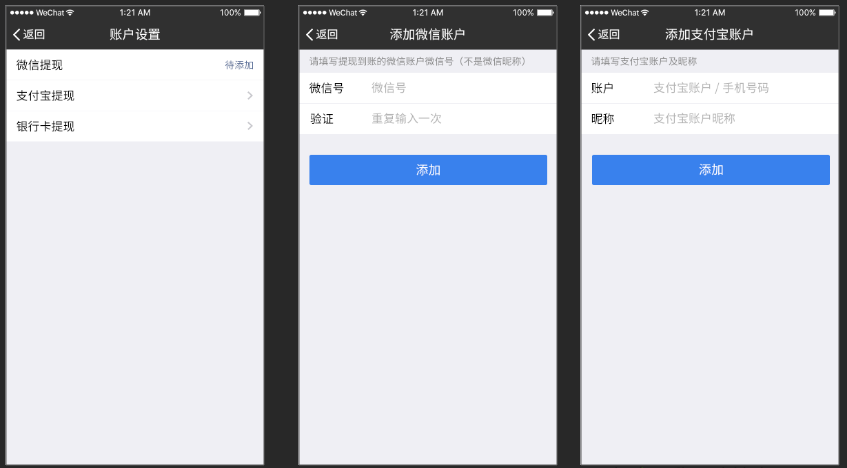 WeChat 1:21 AM 100%
返回 账户设置
微信提现 待添加
支付宝提现
银行卡提现
WeChat 1:21 AM 100%
返回 添加微信账户
请填写提现到账的微信账户微信号（不是微信昵称）
微信号 微信号
验证 重复输入一次
添加
WeChat 1:21 AM 100%
返回 添加支付宝账户
请填写支付宝账户及昵称
账户 支付宝账户 / 手机号码
昵称 支付宝账户昵称
添加